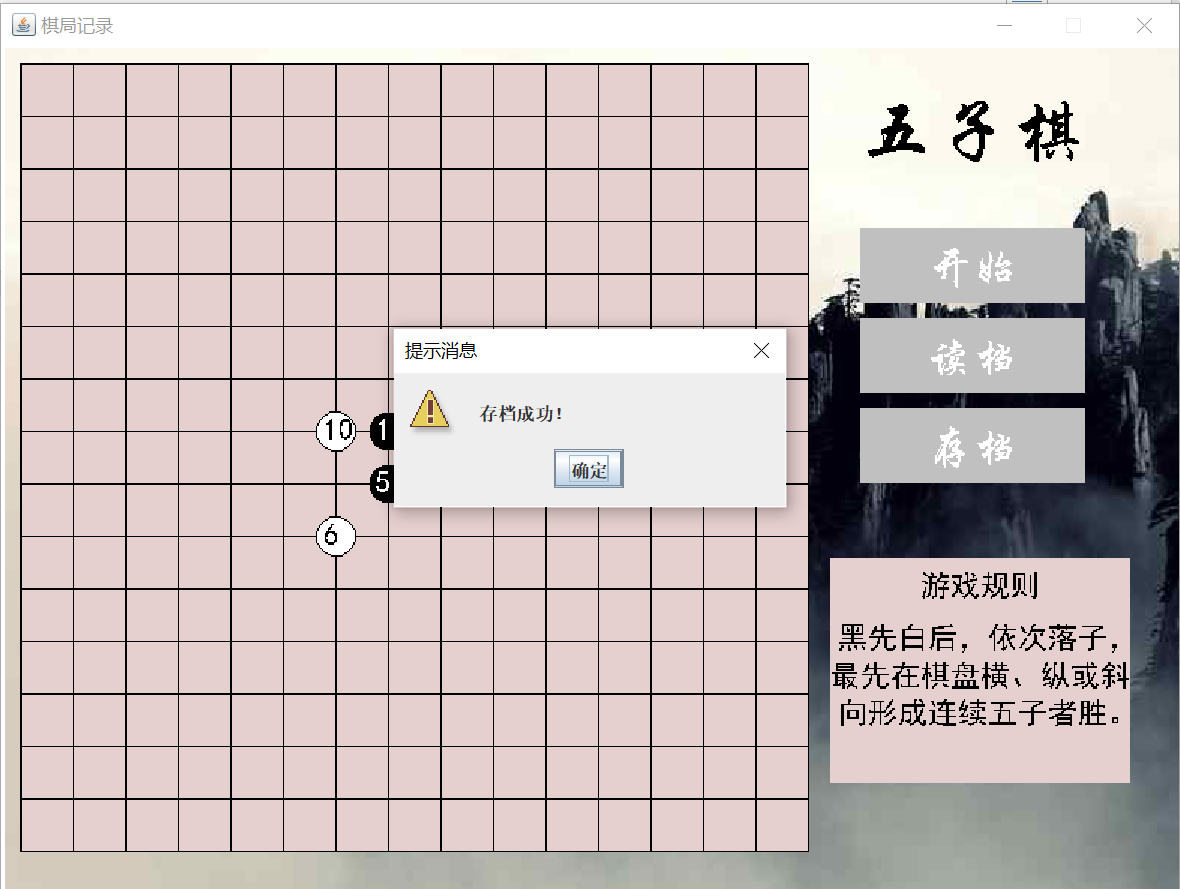 棋局记录
五子棋
开始
读档
存档
提示消息
存档成功！
确定
10
1
5
6
游戏规则
黑先白后，依次落子，
最先在棋盘横、纵或斜
向形成连续五子者胜。